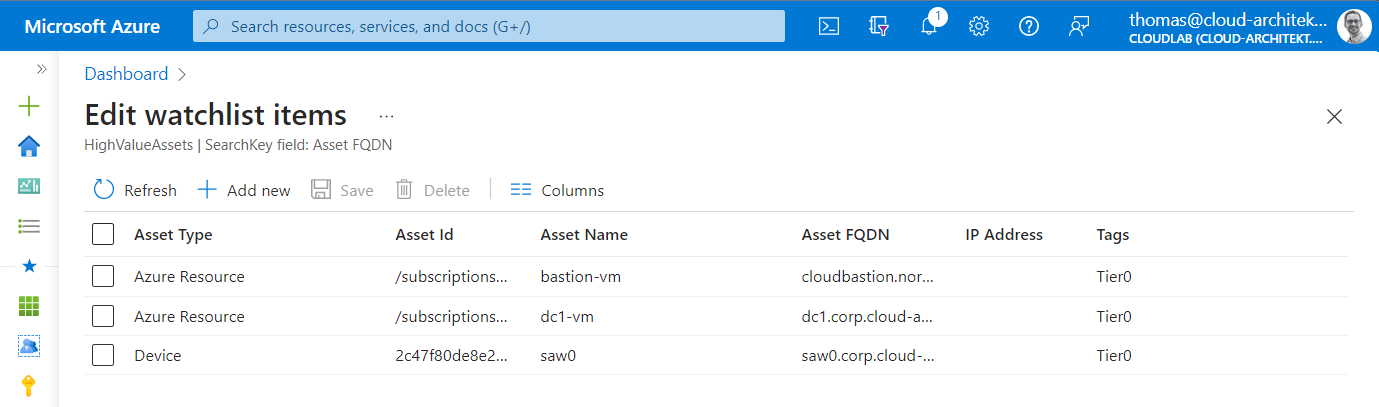 Microsoft Azure
Search resources, services, and docs (G+/)
1
thomas@cloud-architek...
CLOUDLAB (CLOUD-ARCHITEKT....
Dashboard
Edit watchlist items ...
HighValueAssets | SearchKey field: Asset FQDN
Refresh Add new Save Delete Columns
Asset Type Asset Id Asset Name Asset FQDN IP Address Tags
Azure Resource /subscriptions... bastion-vm cloudbastion.nor... Tier0
Azure Resource /subscriptions... dc1-vm dc1.corp.cloud-a... Tier0
Device 2c47f80de8e2... saw0 saw0.corp.cloud-... Tier0